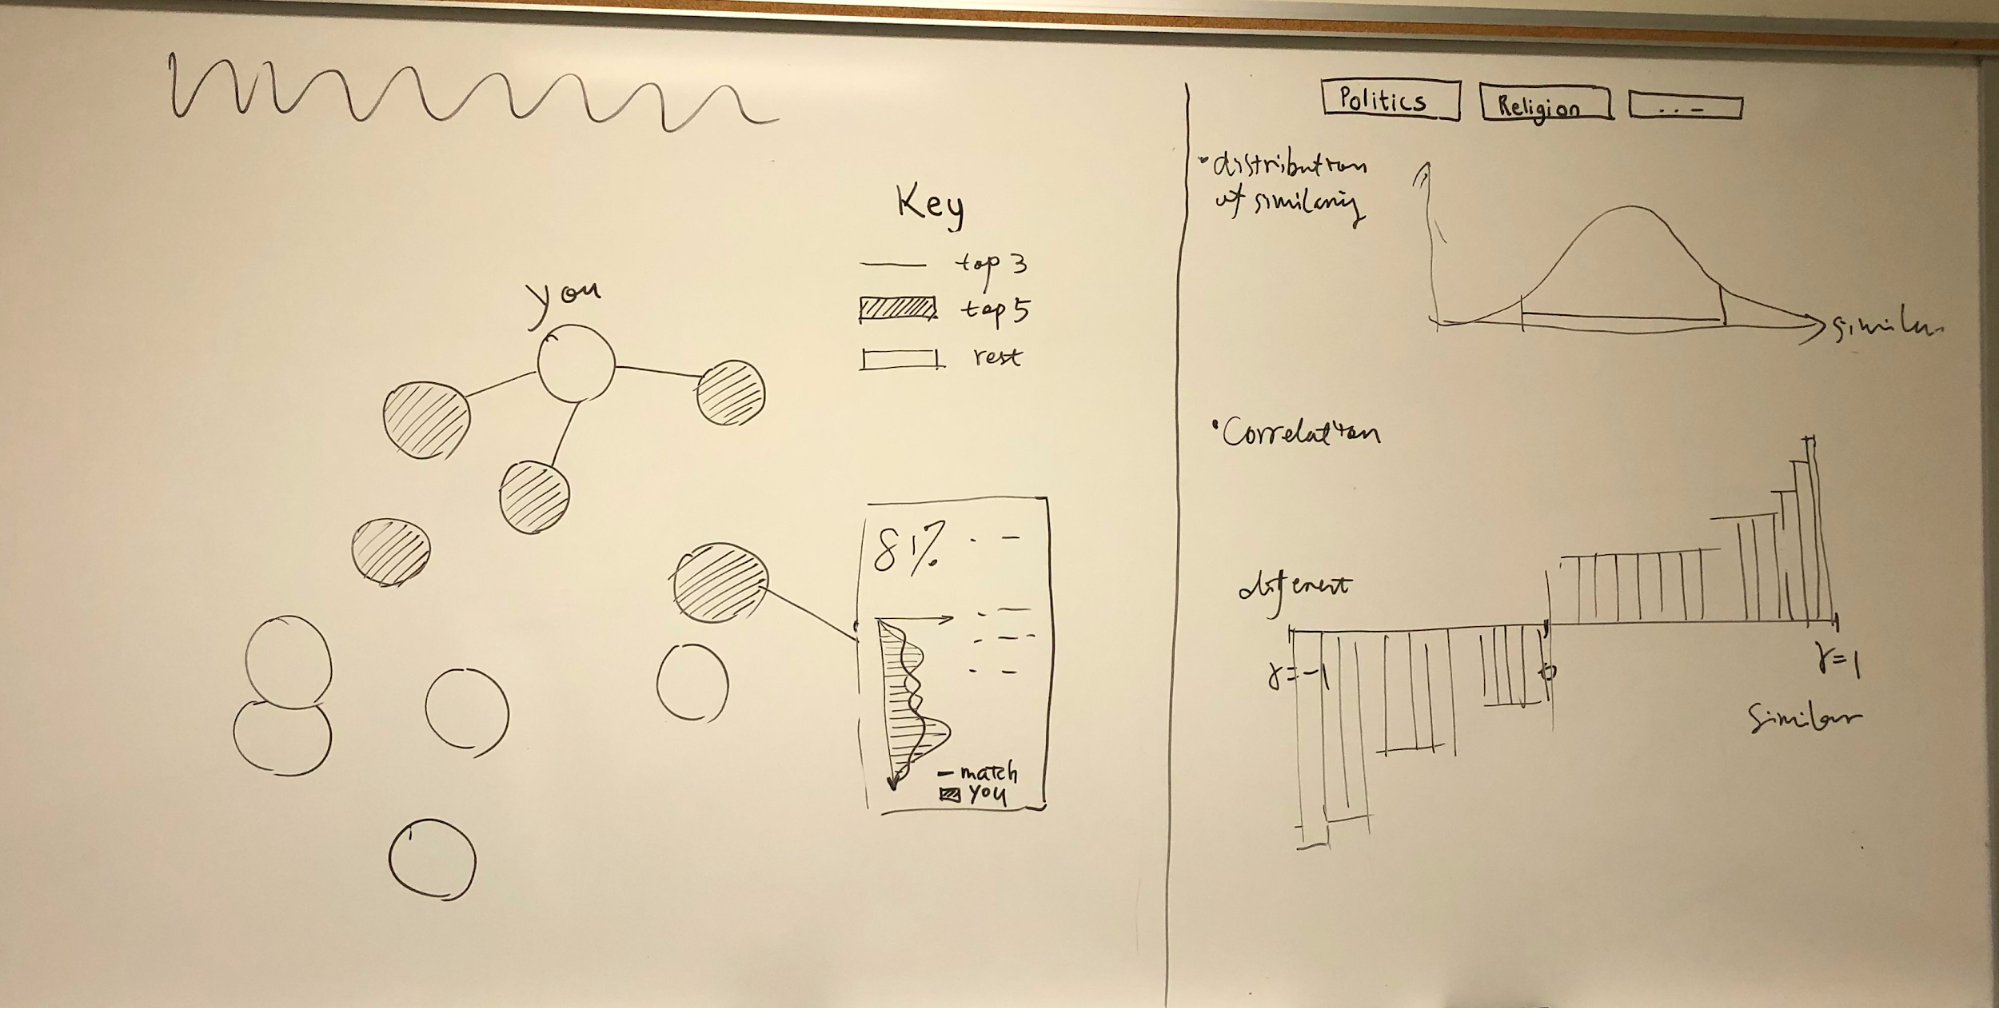 you
Key
top 3
top 5
rest
81%
match
you
Politics
Religion
• distribution
of similarity
similar
• Correlation
different
r=-1
0
r=1
Similar